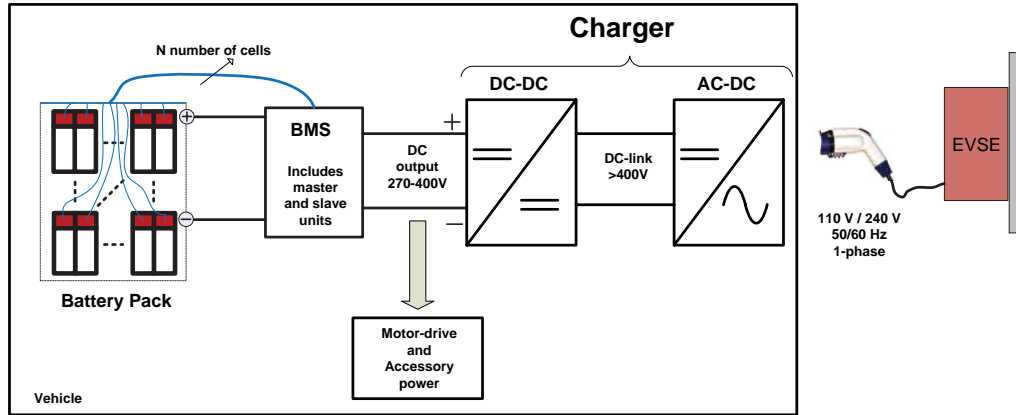 Charger
N number of cells
DC-DC
AC-DC
BMS
Includes
master
and slave
units
+
−
DC
output
270-400V
+
−
DC-link
>400V
EVSE
110 V / 240 V
50/60 Hz
1-phase
Battery Pack
Motor-drive
and
Accessory
power
Vehicle